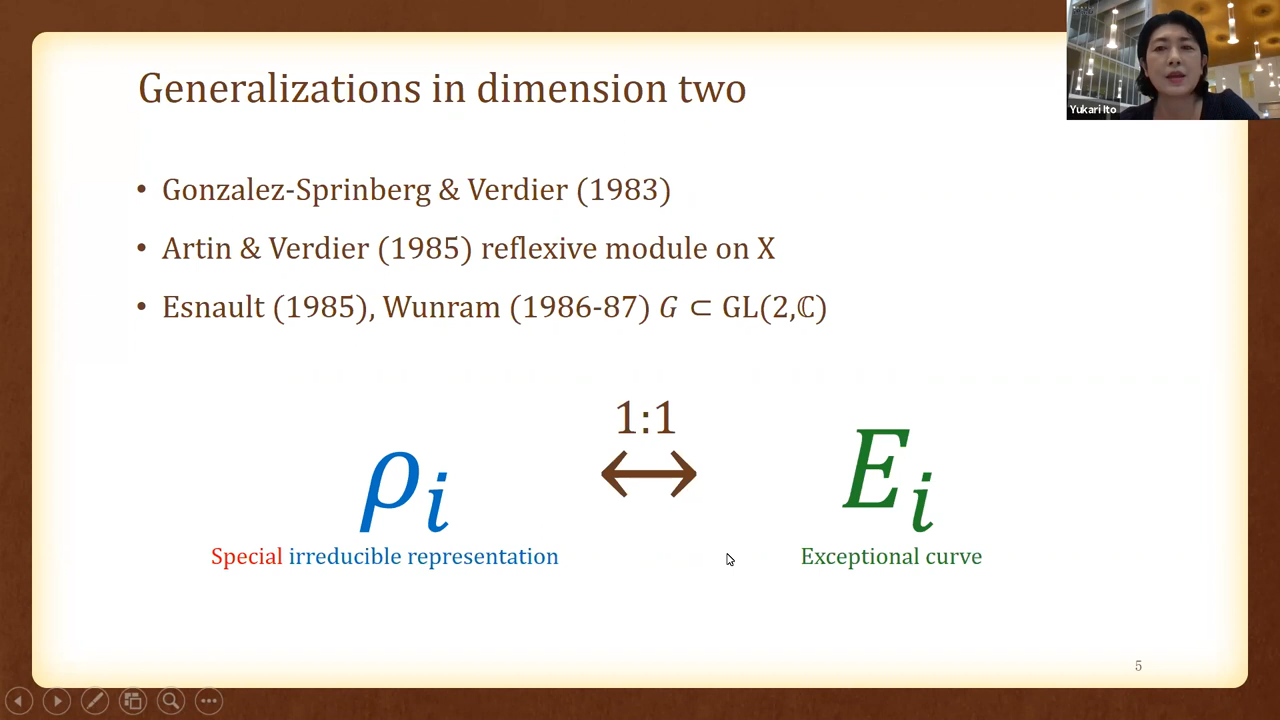 Generalizations in dimension two
Yukari Ito
• Gonzalez-Sprinberg & Verdier (1983)
• Artin & Verdier (1985) reflexive module on X
• Esnault (1985), Wunram (1986-87) G ⊂ GL(2,ℂ)
1:1
ρᵢ ↔ Eᵢ
Special irreducible representation Exceptional curve
5